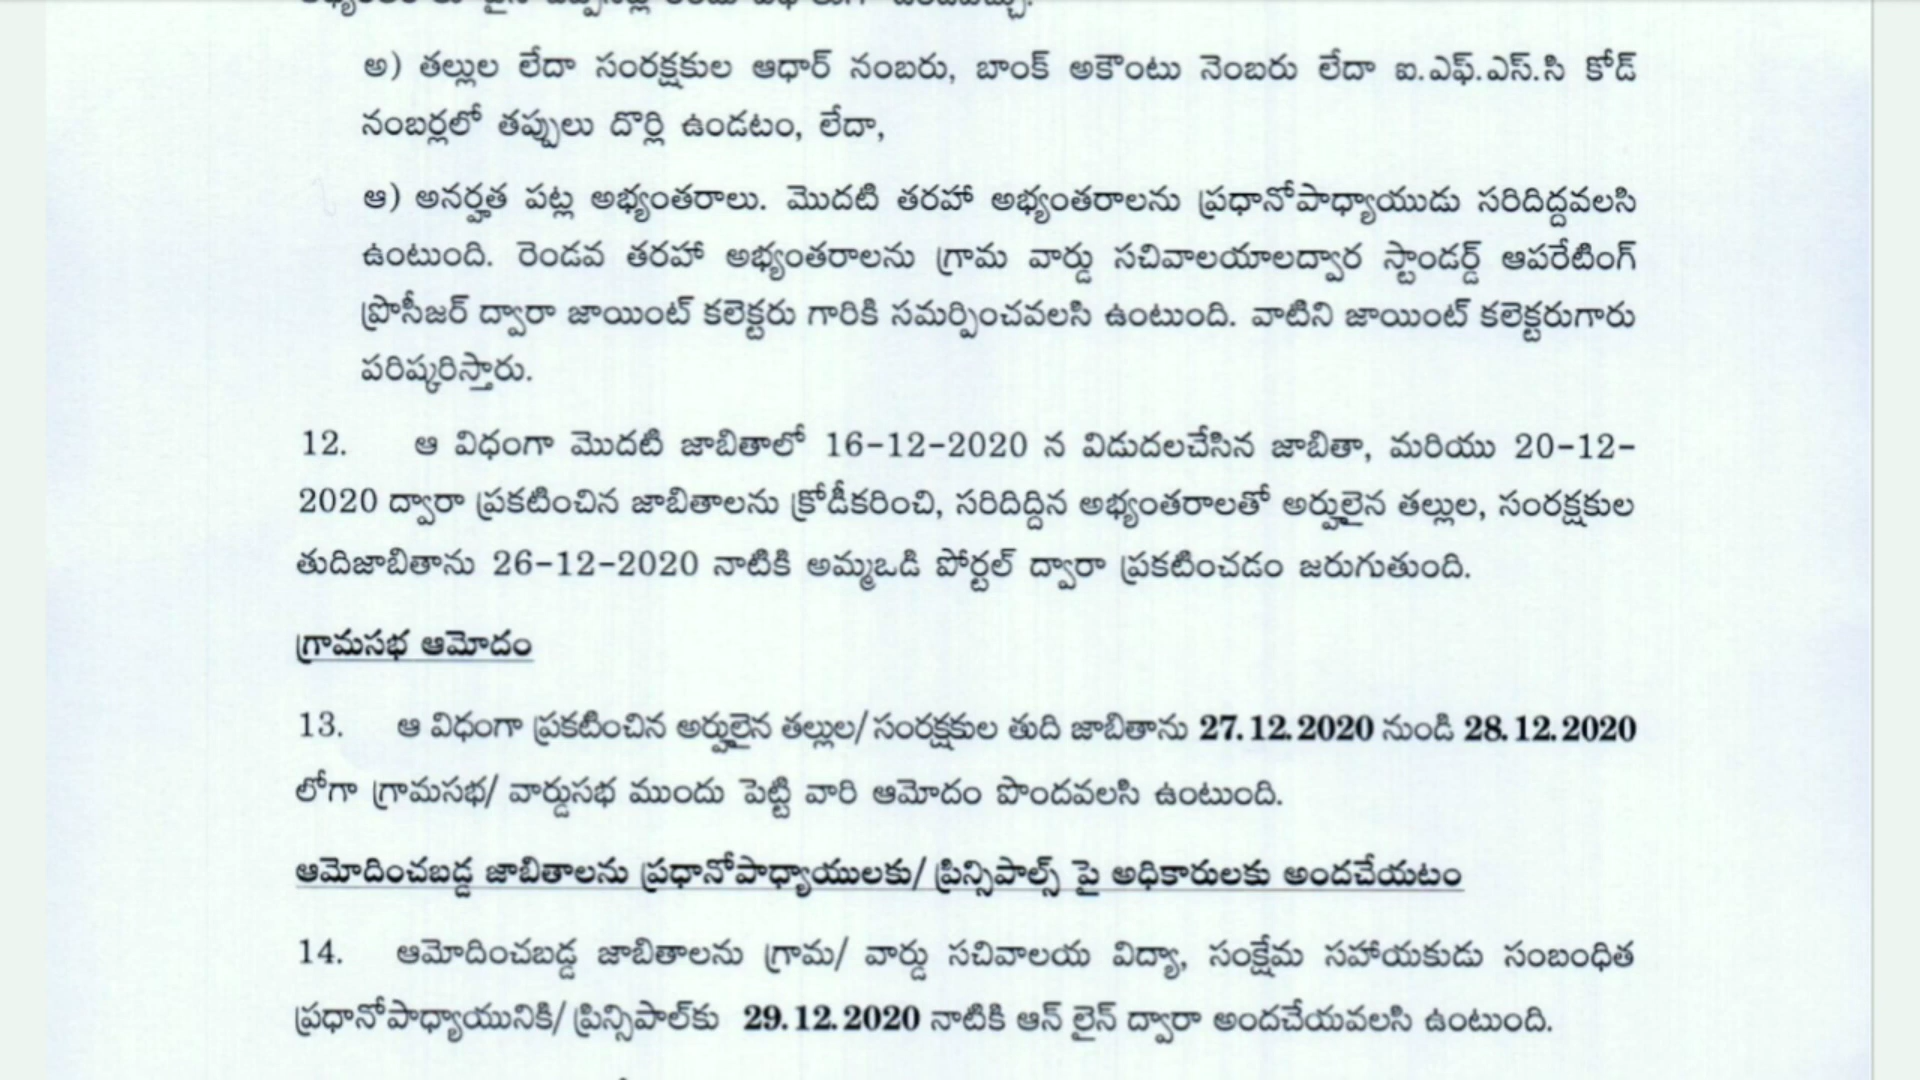 అ) తల్లుల లేదా సంరక్షకుల ఆధార్ నంబరు, బాంక్ అకౌంటు నెంబరు లేదా ఐ.ఎఫ్.ఎస్.సి కోడ్
నంబర్లలో తప్పులు దొర్లి ఉండటం, లేదా,
ఆ) అనర్హత పట్ల అభ్యంతరాలు. మొదటి తరహా అభ్యంతరాలను ప్రధానోపాధ్యాయుడు సరిదిద్దవలసి
ఉంటుంది. రెండవ తరహా అభ్యంతరాలను గ్రామ వార్డు సచివాలయాలద్వార స్టాండర్డ్ ఆపరేటింగ్
ప్రొసీజర్ ద్వారా జాయింట్ కలెక్టరు గారికి సమర్పించవలసి ఉంటుంది. వాటిని జాయింట్ కలెక్టరుగారు
పరిష్కరిస్తారు.
12. ఆ విధంగా మొదటి జాబితాలో 16-12-2020 న విడుదలచేసిన జాబితా, మరియు 20-12-
2020 ద్వారా ప్రకటించిన జాబితాలను క్రోడీకరించి, సరిదిద్దిన అభ్యంతరాలతో అర్హులైన తల్లుల, సంరక్షకుల
తుదిజాబితాను 26-12-2020 నాటికి అమ్మఒడి పోర్టల్ ద్వారా ప్రకటించడం జరుగుతుంది.
గ్రామసభ ఆమోదం
13. ఆ విధంగా ప్రకటించిన అర్హులైన తల్లుల/ సంరక్షకుల తుది జాబితాను 27.12.2020 నుండి 28.12.2020
లోగా గ్రామసభ/ వార్డుసభ ముందు పెట్టి వారి ఆమోదం పొందవలసి ఉంటుంది.
ఆమోదించబడ్డ జాబితాలను ప్రధానోపాధ్యాయులకు/ ప్రిన్సిపాల్స్ పై అధికారులకు అందచేయటం
14. ఆమోదించబడ్డ జాబితాలను గ్రామ/ వార్డు సచివాలయ విద్యా, సంక్షేమ సహాయకుడు సంబంధిత
ప్రధానోపాధ్యాయునికి/ ప్రిన్సిపాల్‌కు 29.12.2020 నాటికి ఆన్ లైన్ ద్వారా అందచేయవలసి ఉంటుంది.